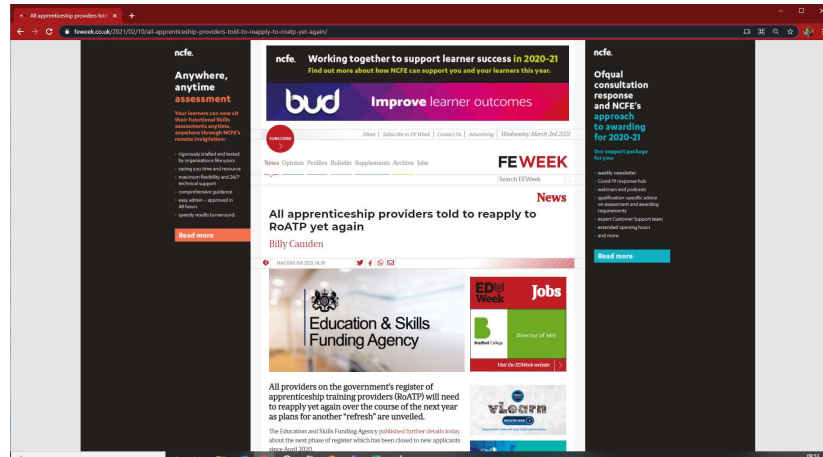 All apprenticeship providers told
feweek.co.uk/2021/02/10/all-apprenticeship-providers-told-to-reapply-to-roatp-yet-again/
ncfe.
Anywhere,
anytime
assessment
Your learners can now sit
their Functional Skills
assessments any time,
anywhere through NCFE's
remote invigilation:
- rigorously trialled and tested
by organisations like yours
- saving you time and resource
- maximum flexibility and 24/7
technical support
- comprehensive guidance
- easy admin – approved in
48 hours
- speedy results turnaround.
Read more
ncfe. Working together to support learner success in 2020-21
Find out more about how NCFE can support you and your learners this year.
bud Improve learner outcomes
SUBSCRIBE
About | Subscribe to FE Week | Contact Us | Advertising | Wednesday March 3rd 2021
News Opinion Profiles Bulletin Supplements Archive Jobs
FEWEEK
Search FEWeek
News
All apprenticeship providers told to reapply to
RoATP yet again
Billy Camden
Wed 10th Feb 2021, 14.30
Education & Skills
Funding Agency
EDWeek Jobs
Bradford College
Director of MIS
Visit the EDWeek website
vLearn
All providers on the government's register of
apprenticeship training providers (RoATP) will need
to reapply yet again over the course of the next year
as plans for another “refresh” are unveiled.
The Education and Skills Funding Agency published further details today
about the next phase of register which has been closed to new applicants
since April 2020.
ncfe.
Ofqual
consultation
response
and NCFE's
approach
to awarding
for 2020-21
Our support package
for you:
- weekly newsletter
- Covid-19 response hub
- webinars and podcasts
- qualification-specific advice
on assessment and awarding
requirements
- expert Customer Support team
- extended opening hours
- and more.
Read more
09:53